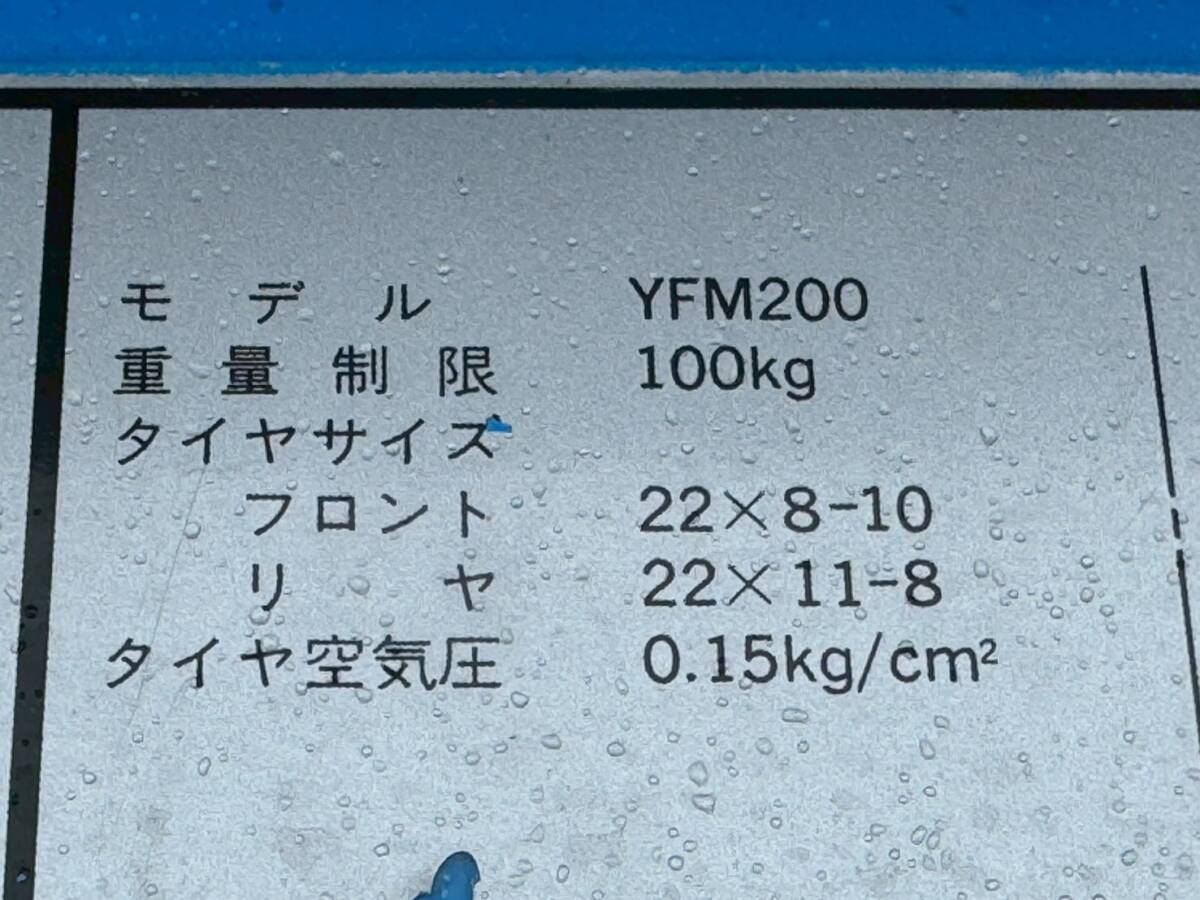 モデル YFM200
重量制限 100kg
タイヤサイズ
フロント 22×8-10
リヤ 22×11-8
タイヤ空気圧 0.15kg/cm²